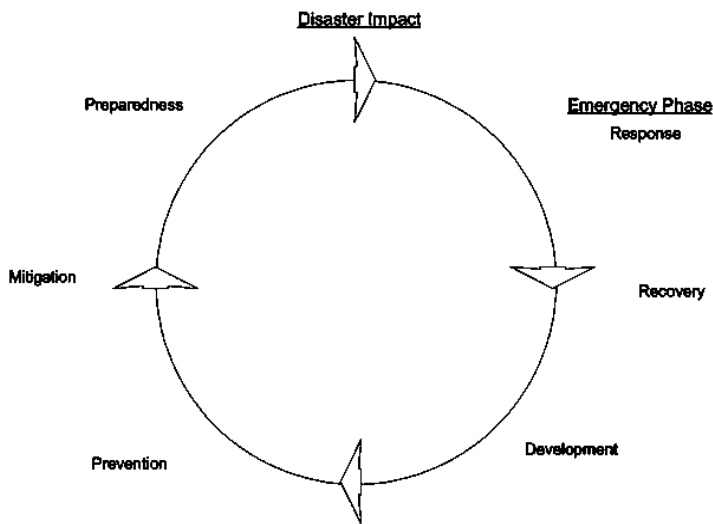 Disaster Impact
Preparedness
Emergency Phase
Response
Mitigation
Recovery
Prevention
Development